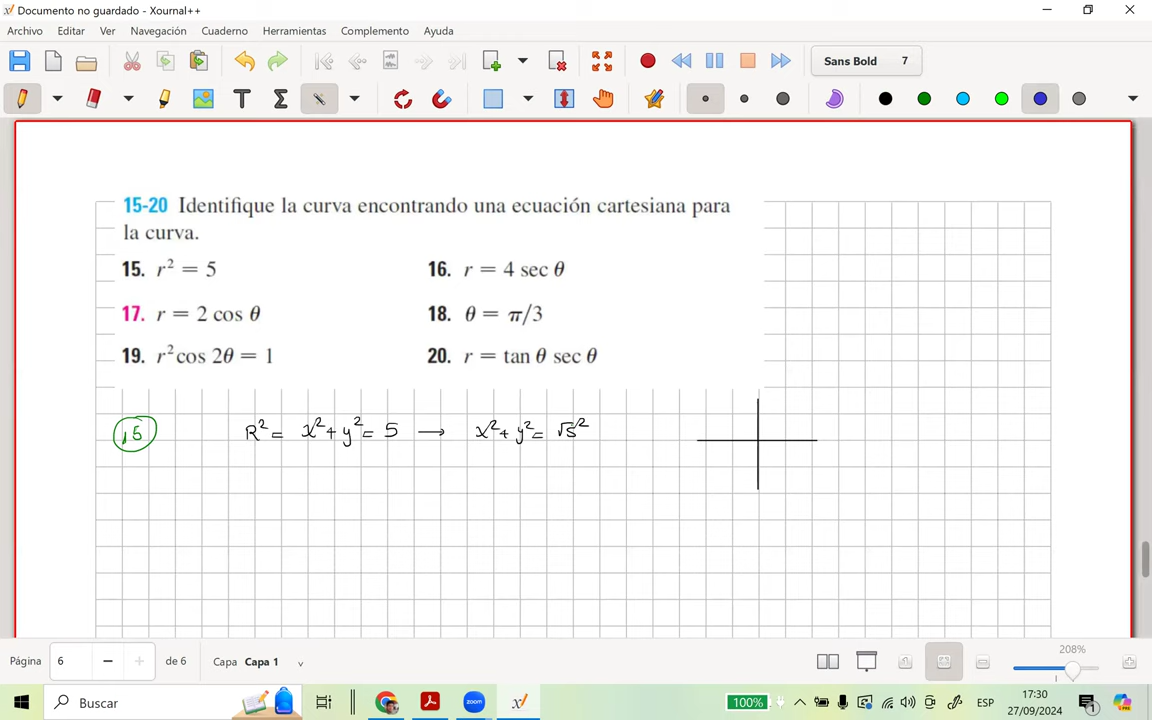 Documento no guardado - Xournal++
Archivo Editar Ver Navegación Cuaderno Herramientas Complemento Ayuda
Sans Bold 7
15-20 Identifique la curva encontrando una ecuación cartesiana para
la curva.
15. r² = 5 16. r = 4 sec θ
17. r = 2 cos θ 18. θ = π/3
19. r² cos 2θ = 1 20. r = tan θ sec θ
15 R² = x² + y² = 5 → x² + y² = √5²
Página 6 de 6 Capa Capa 1 208%
Buscar 100% ESP 17:30
27/09/2024 1